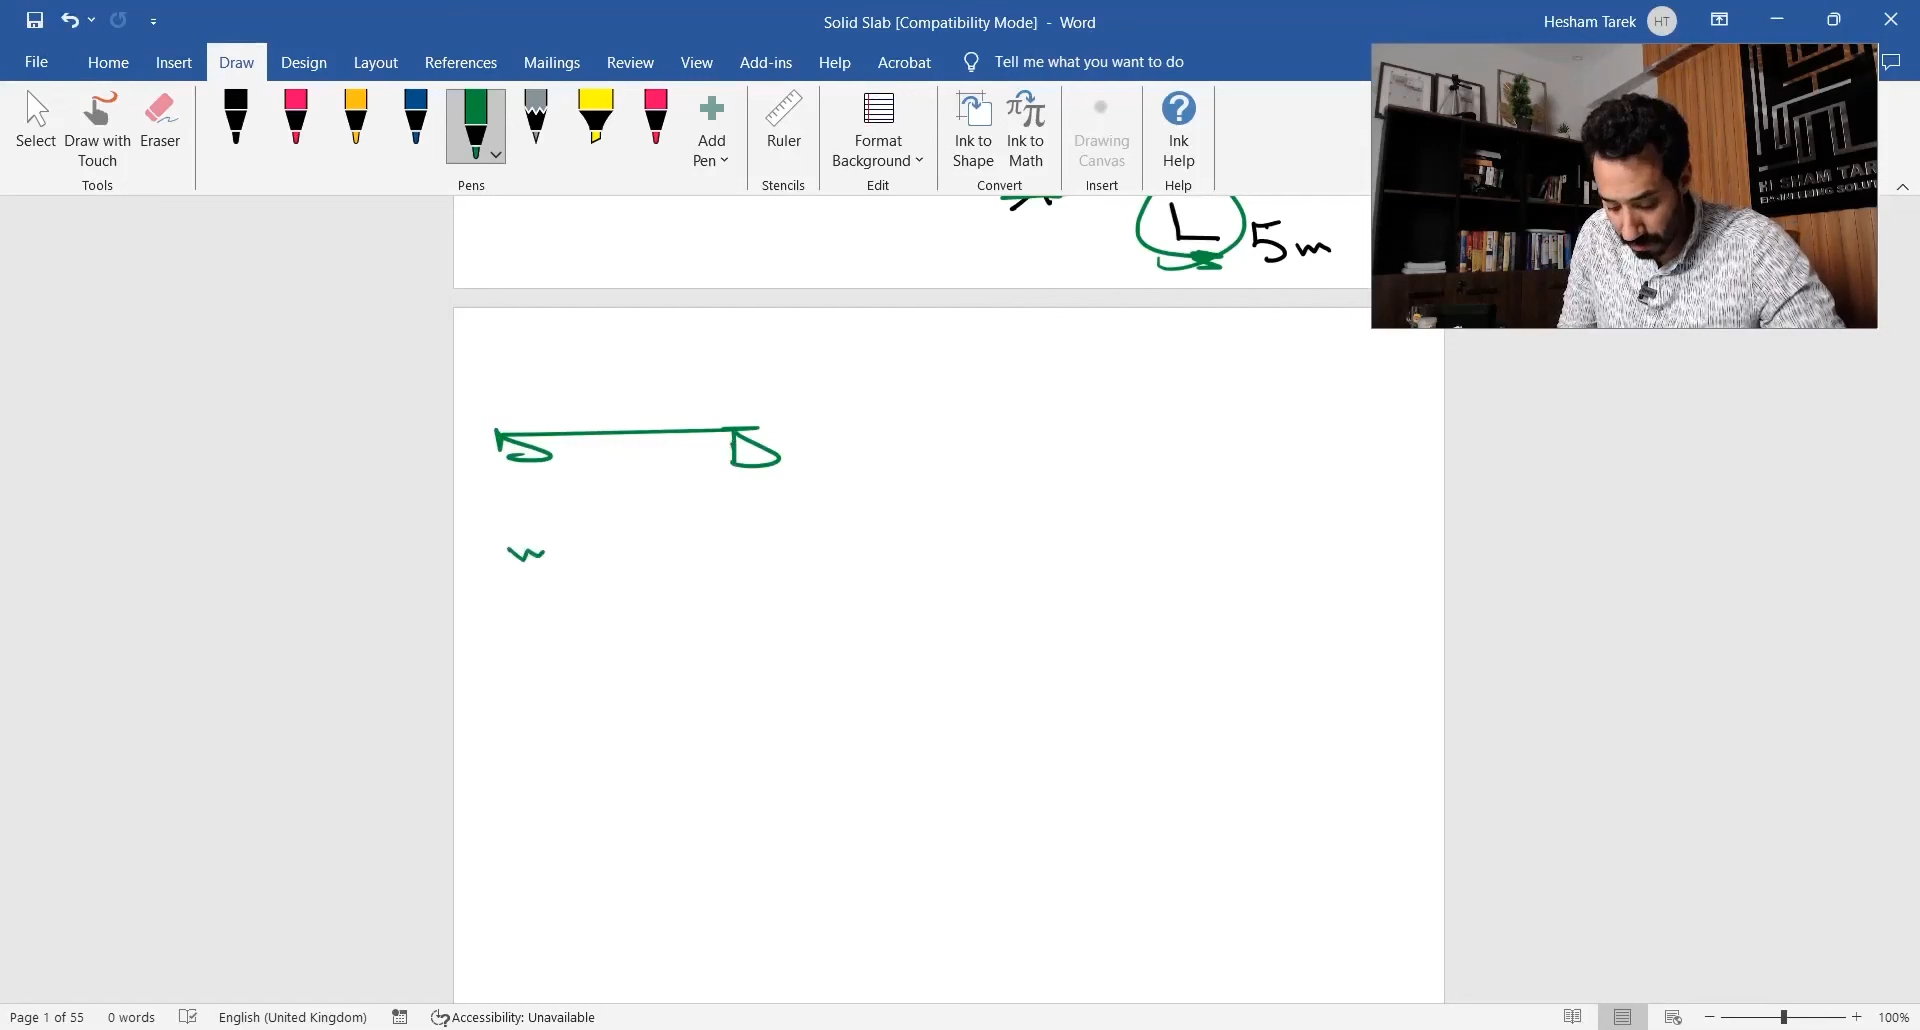 Solid Slab [Compatibility Mode] - Word
Hesham Tarek HT
File Home Insert Draw Design Layout References Mailings Review View Add-ins Help Acrobat Tell me what you want to do
Select
Draw with Touch
Eraser
Add Pen
Ruler
Format Background
Ink to Shape
Ink to Math
Drawing Canvas
Ink Help
Tools Pens Stencils Edit Convert Insert Help
L 5 m
w
Page 1 of 55 0 words English (United Kingdom) Accessibility: Unavailable 100%